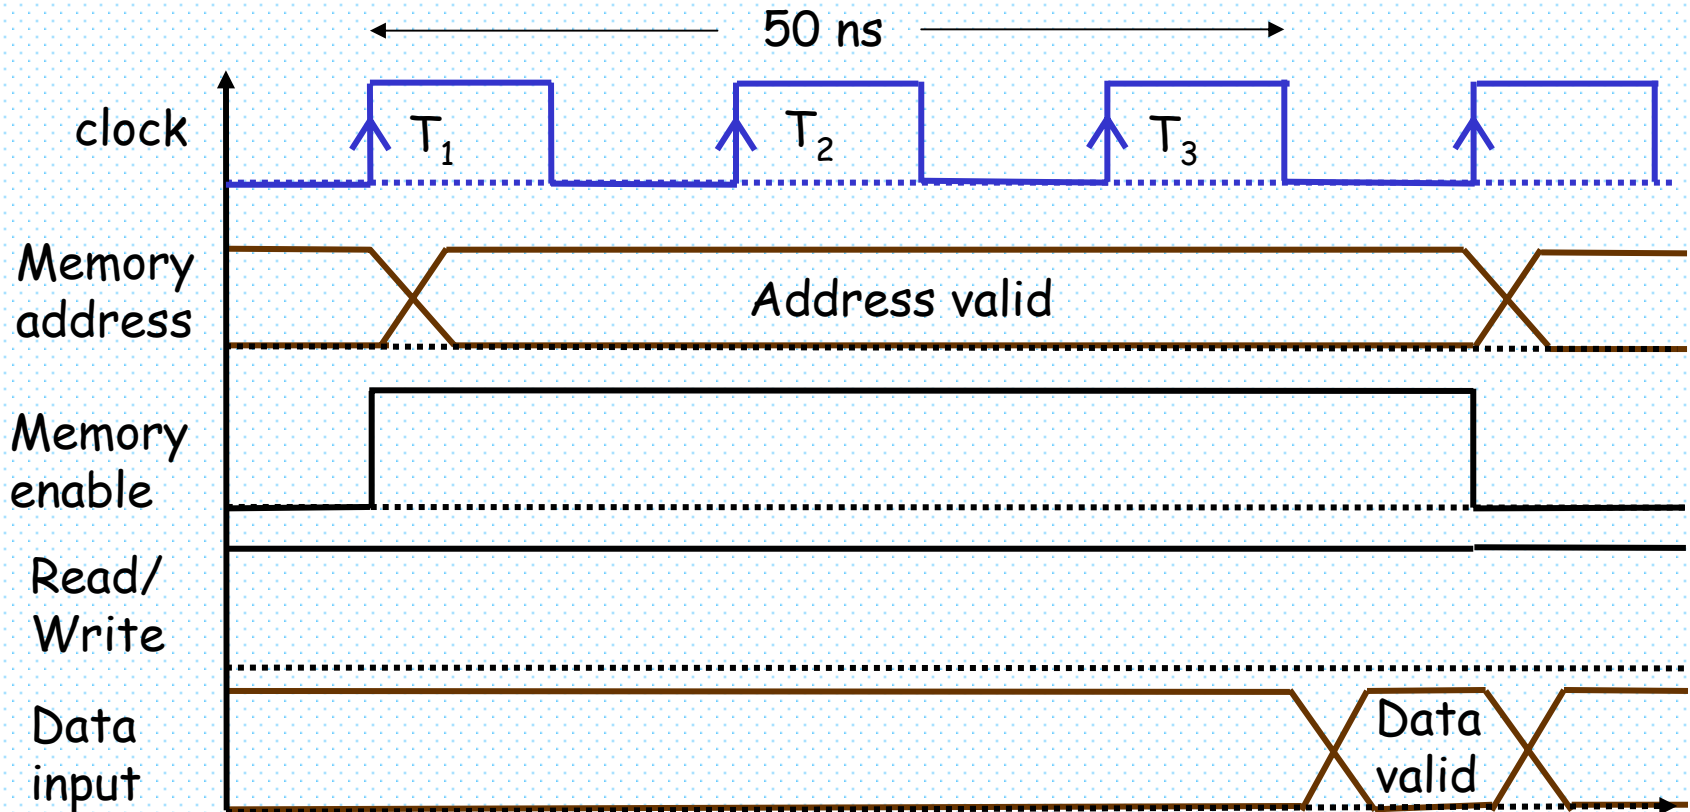 50 ns
clock
T1
T2
T3
Memory
address
Address valid
Memory
enable
Read/
Write
Data
input
Data
valid